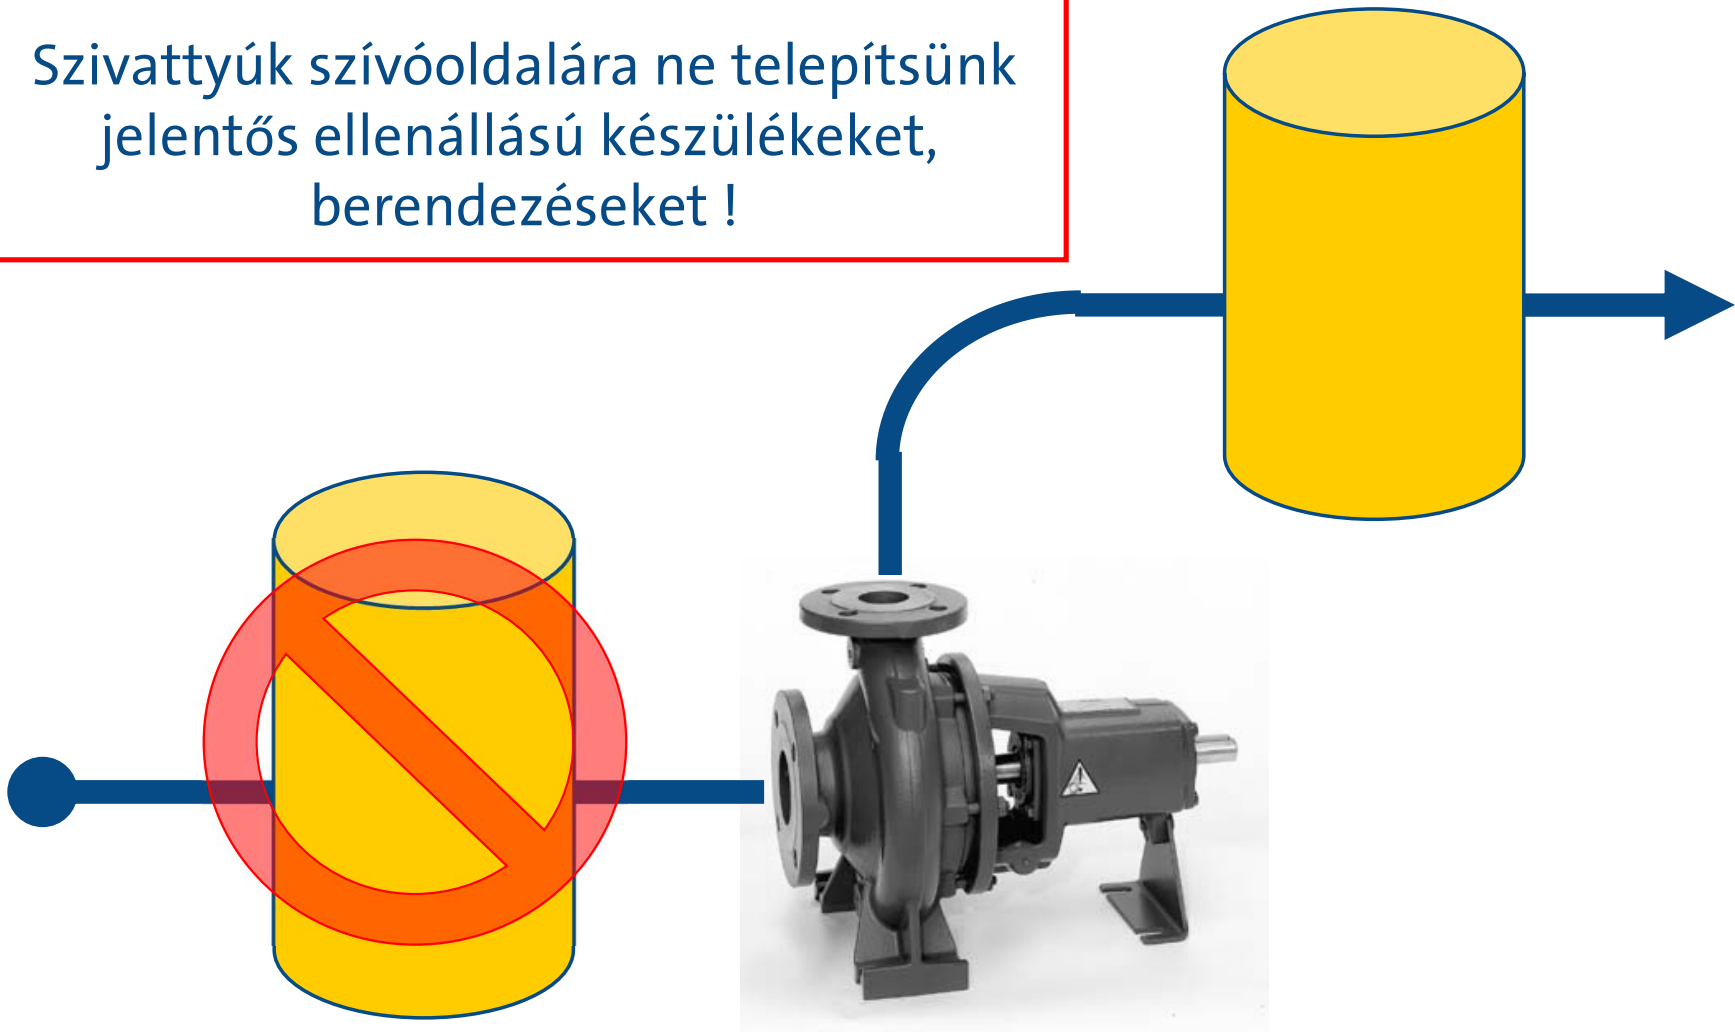 Szivattyúk szívóoldalára ne telepítsünk
jelentős ellenállású készülékeket,
berendezéseket !